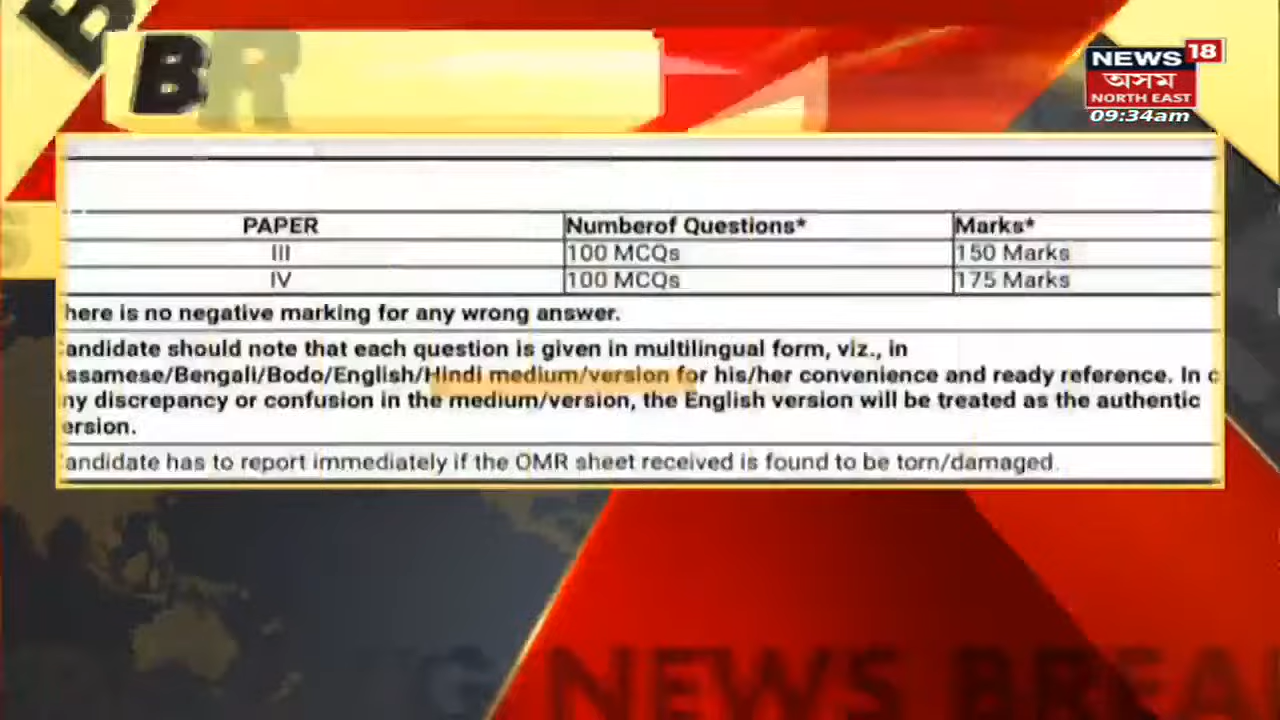 BR
NEWS 18
অসম
NORTH EAST
09:34am
PAPER Numberof Questions* Marks*
III 100 MCQs 150 Marks
IV 100 MCQs 175 Marks
here is no negative marking for any wrong answer.
andidate should note that each question is given in multilingual form, viz., in
ssamese/Bengali/Bodo/English/Hindi medium/version for his/her convenience and ready reference. In c
ny discrepancy or confusion in the medium/version, the English version will be treated as the authentic
ersion.
andidate has to report immediately if the OMR sheet received is found to be torn/damaged.
G NEWS BREA